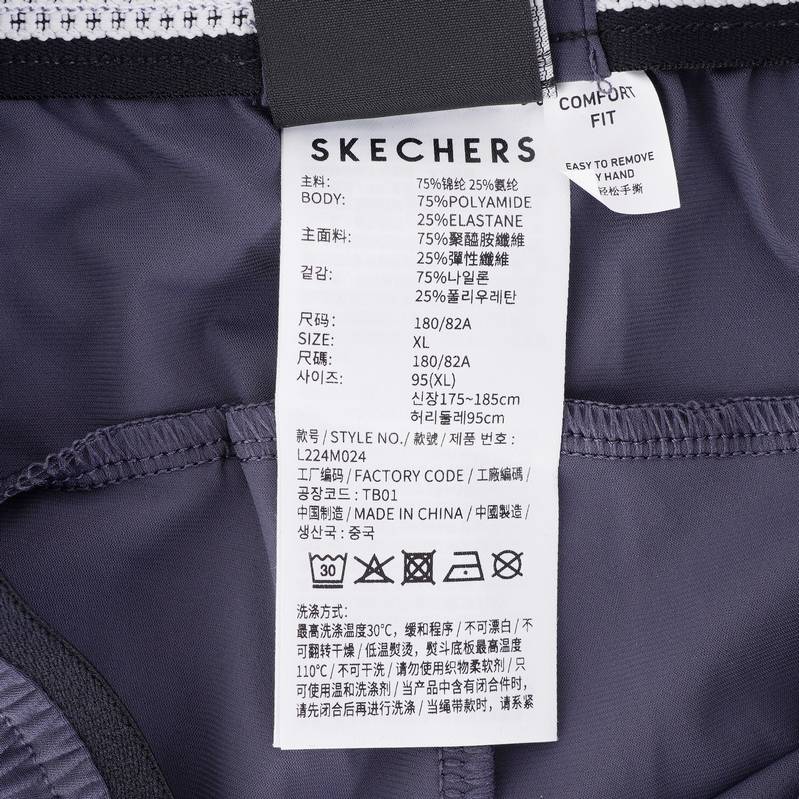 COMFORT
FIT
EASY TO REMOVE
Y HAND
轻松手撕
SKECHERS
主料: 75%锦纶 25%氨纶
BODY: 75%POLYAMIDE
25%ELASTANE
主面料: 75%聚醯胺纖維
25%彈性纖維
겉감: 75%나일론
25%폴리우레탄
尺码: 180/82A
SIZE: XL
尺碼: 180/82A
사이즈: 95(XL)
신장175~185cm
허리둘레95cm
款号 / STYLE NO. / 款號 / 제품 번호 :
L224M024
工厂编码 / FACTORY CODE / 工廠編碼 /
공장코드 : TB01
中国制造 / MADE IN CHINA / 中國製造 /
생산국 : 중국
30
洗涤方式:
最高洗涤温度30℃，缓和程序 / 不可漂白 / 不
可翻转干燥 / 低温熨烫，熨斗底板最高温度
110℃ / 不可干洗 / 请勿使用织物柔软剂 / 只
可使用温和洗涤剂 / 当产品中含有闭合件时，
请先闭合后再进行洗涤 / 当绳带款时，请系紧